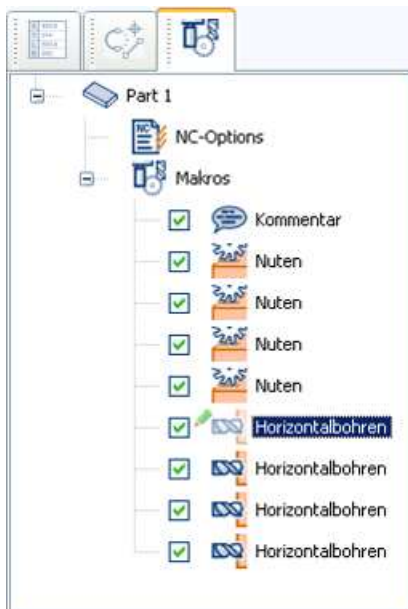 Part 1
NC-Options
Makros
Kommentar
Nuten
Nuten
Nuten
Nuten
Horizontalbohren
Horizontalbohren
Horizontalbohren
Horizontalbohren